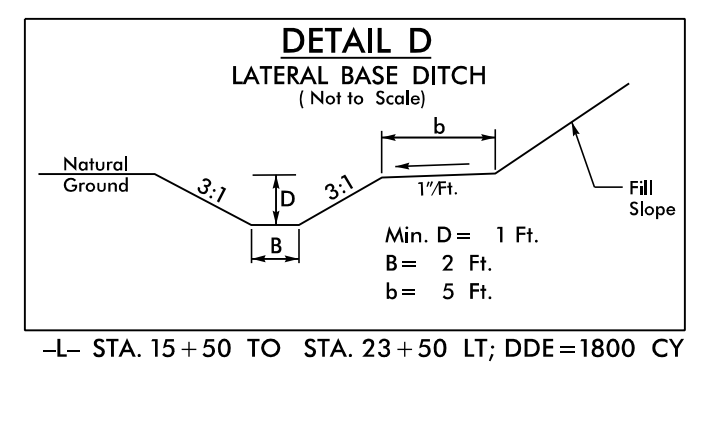 DETAIL D
LATERAL BASE DITCH
( Not to Scale)
b
Natural
Ground
3:1
D
3:1
1"/Ft.
Fill
Slope
B
Min. D = 1 Ft.
B = 2 Ft.
b = 5 Ft.
–L– STA. 15+50 TO STA. 23+50 LT; DDE=1800 CY